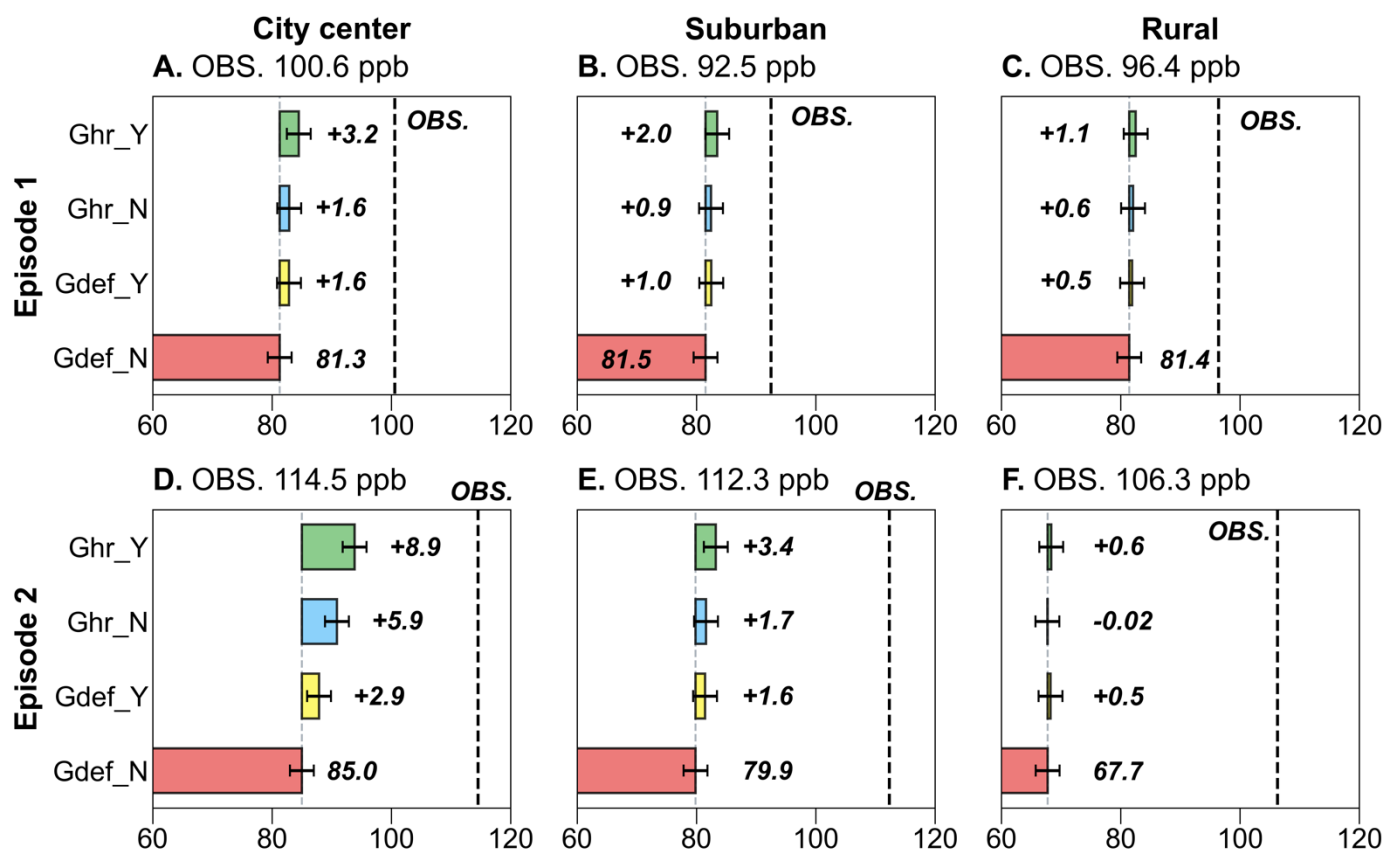 City center
Suburban
Rural
A. OBS. 100.6 ppb
B. OBS. 92.5 ppb
C. OBS. 96.4 ppb
Episode 1
Ghr_Y
Ghr_N
Gdef_Y
Gdef_N
OBS.
+3.2
+1.6
+1.6
81.3
60 80 100 120
OBS.
+2.0
+0.9
+1.0
81.5
60 80 100 120
OBS.
+1.1
+0.6
+0.5
81.4
60 80 100 120
D. OBS. 114.5 ppb
OBS.
E. OBS. 112.3 ppb
OBS.
F. OBS. 106.3 ppb
Episode 2
Ghr_Y
Ghr_N
Gdef_Y
Gdef_N
+8.9
+5.9
+2.9
85.0
60 80 100 120
+3.4
+1.7
+1.6
79.9
60 80 100 120
OBS.
+0.6
-0.02
+0.5
67.7
60 80 100 120